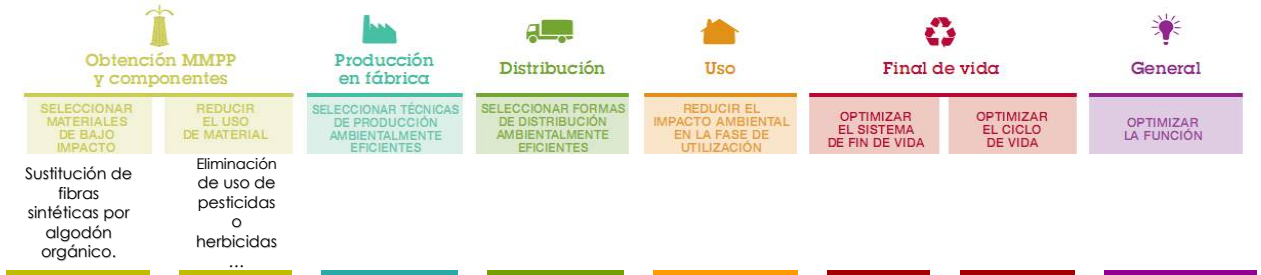 Obtención MMPP
y componentes
Producción
en fábrica
Distribución
Uso
Final de vida
General
SELECCIONAR
MATERIALES
DE BAJO
IMPACTO
REDUCIR
EL USO
DE MATERIAL
SELECCIONAR TÉCNICAS
DE PRODUCCIÓN
AMBIENTALMENTE
EFICIENTES
SELECCIONAR FORMAS
DE DISTRIBUCIÓN
AMBIENTALMENTE
EFICIENTES
REDUCIR EL
IMPACTO AMBIENTAL
EN LA FASE DE
UTILIZACIÓN
OPTIMIZAR
EL SISTEMA
DE FIN DE VIDA
OPTIMIZAR
EL CICLO
DE VIDA
OPTIMIZAR
LA FUNCIÓN
Sustitución de
fibras
sintéticas por
algodón
orgánico.
Eliminación
de uso de
pesticidas
o
herbicidas
...